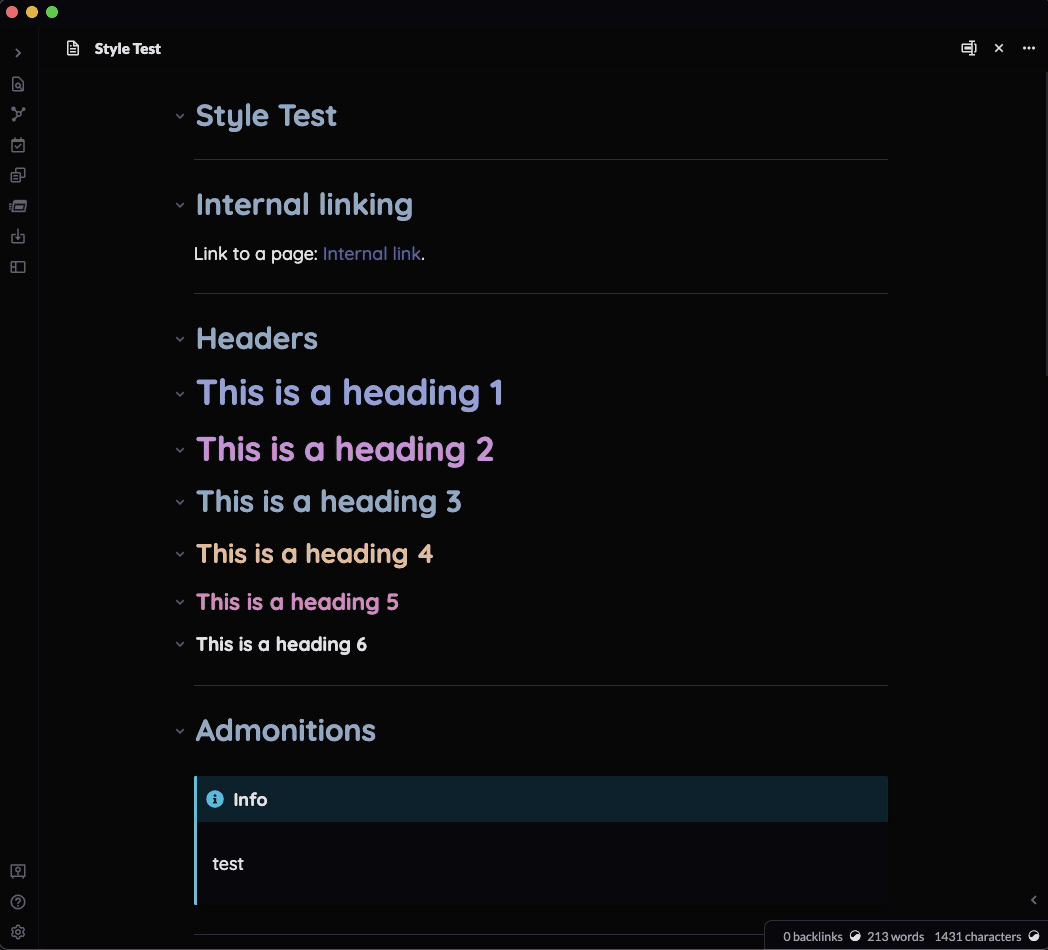 Style Test
Style Test
Internal linking
Link to a page: Internal link.
Headers
This is a heading 1
This is a heading 2
This is a heading 3
This is a heading 4
This is a heading 5
This is a heading 6
Admonitions
Info
test
0 backlinks 213 words 1431 characters